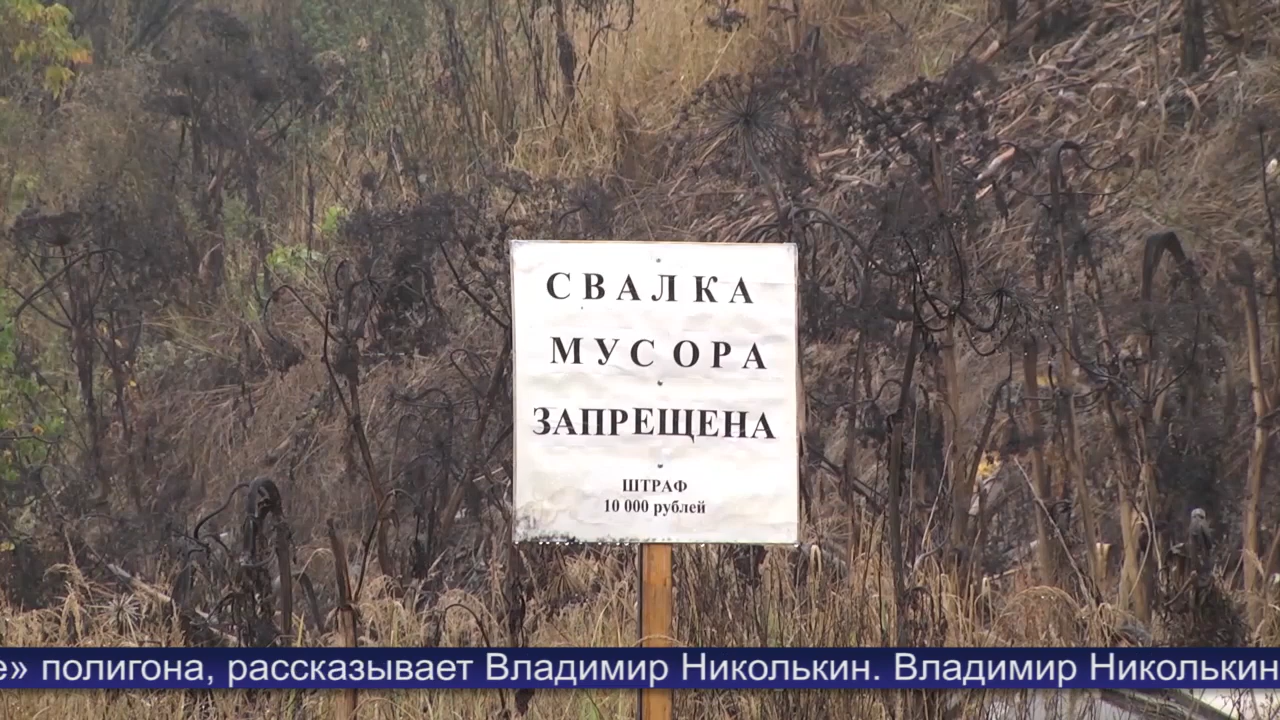 СВАЛКА
МУСОРА
ЗАПРЕЩЕНА
ШТРАФ
10 000 рублей
е» полигона, рассказывает Владимир Николькин. Владимир Николькин